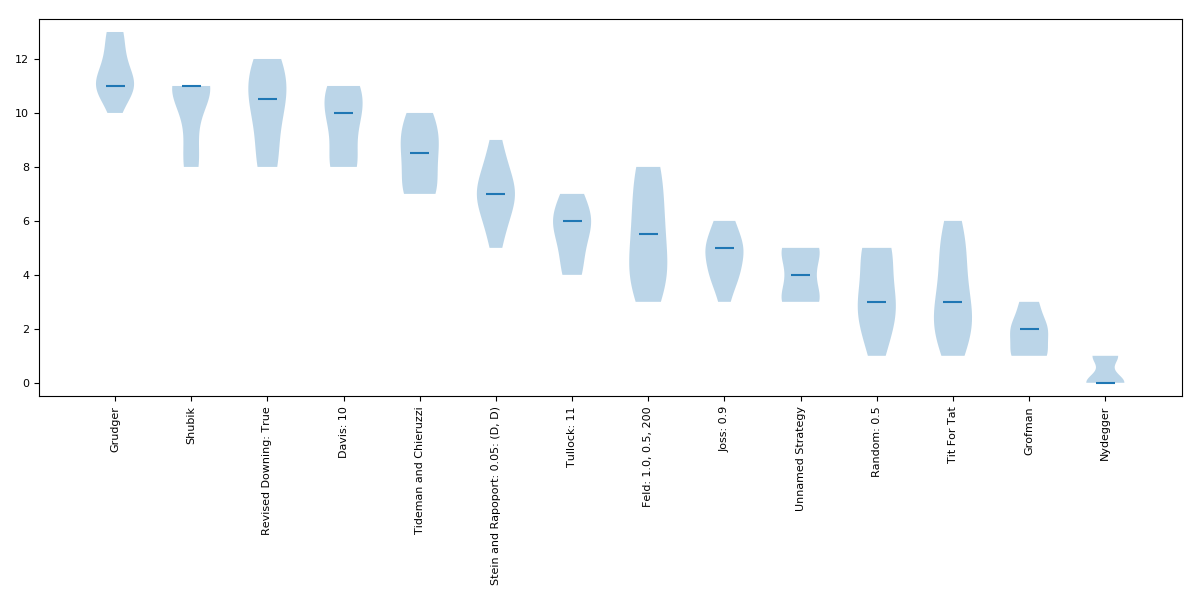 12
10
8
6
4
2
0
Grudger
Shubik
Revised Downing: True
Davis: 10
Tideman and Chieruzzi
Stein and Rapoport: 0.05: (D, D)
Tullock: 11
Feld: 1.0, 0.5, 200
Joss: 0.9
Unnamed Strategy
Random: 0.5
Tit For Tat
Grofman
Nydegger